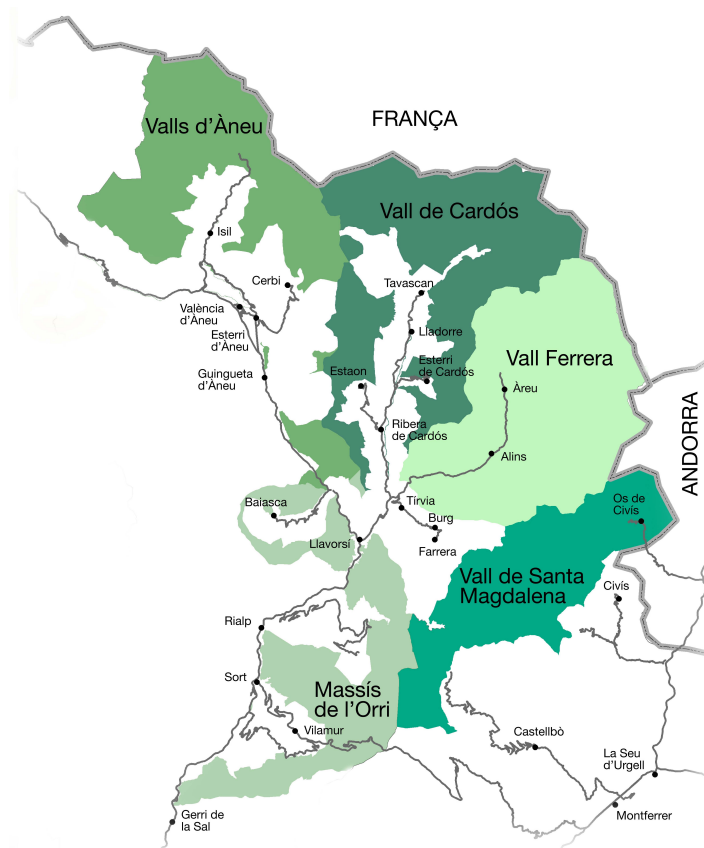 FRANÇA
Valls d'Àneu
Vall de Cardós
Isil
Cerbi
Tavascan
València
d'Àneu
Lladorre
Esterri
d'Àneu
Vall Ferrera
Esterri
de Cardós
Estaon
Guingueta
d'Àneu
Àreu
ANDORRA
Ribera
de Cardós
Alins
Baiasca
Tírvia
Os de
Civís
Burg
Llavorsí
Farrera
Vall de Santa
Magdalena
Civís
Rialp
Sort
Massís
de l'Orri
Vilamur
Castellbò
La Seu
d'Urgell
Gerri de
la Sal
Montferrer